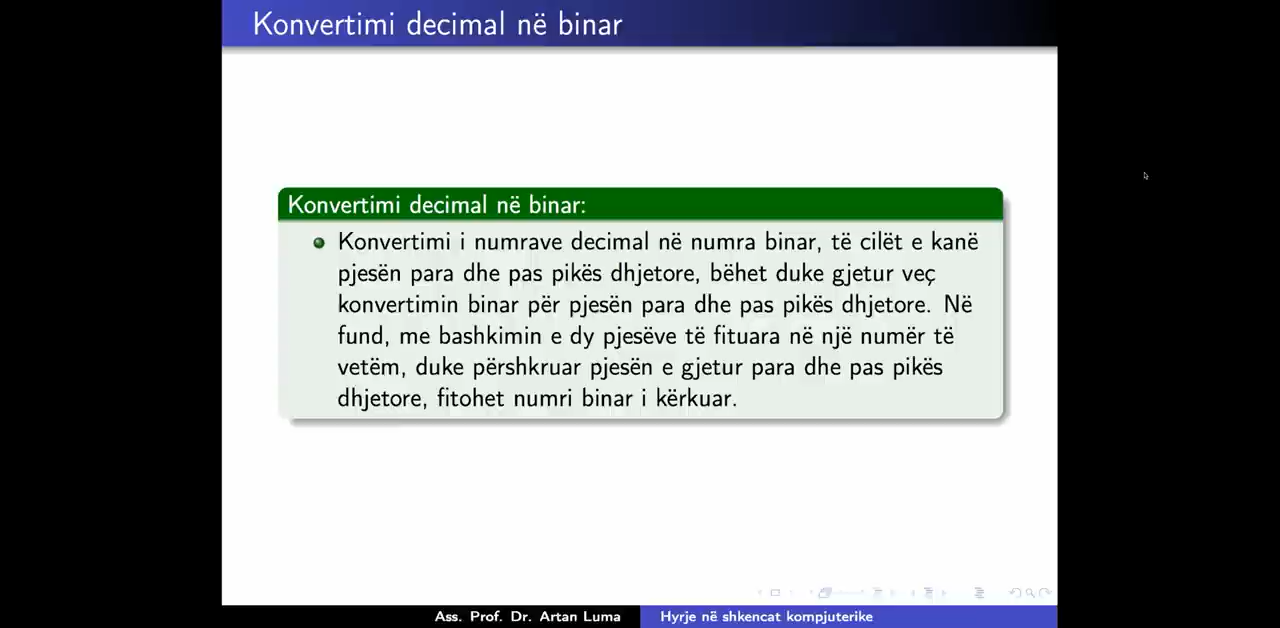 Konvertimi decimal në binar
Konvertimi decimal në binar:
Konvertimi i numrave decimal në numra binar, të cilët e kanë
pjesën para dhe pas pikës dhjetore, bëhet duke gjetur veç
konvertimin binar për pjesën para dhe pas pikës dhjetore. Në
fund, me bashkimin e dy pjesëve të fituara në një numër të
vetëm, duke përshkruar pjesën e gjetur para dhe pas pikës
dhjetore, fitohet numri binar i kërkuar.
Ass. Prof. Dr. Artan Luma
Hyrje në shkencat kompjuterike